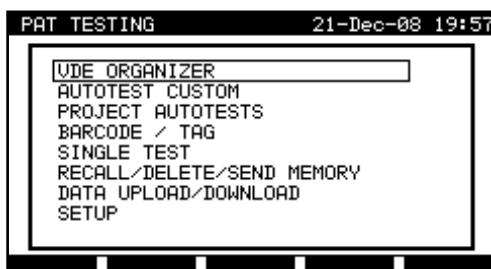 PAT TESTING 21-Dec-08 19:57
VDE ORGANIZER
AUTOTEST CUSTOM
PROJECT AUTOTESTS
BARCODE / TAG
SINGLE TEST
RECALL/DELETE/SEND MEMORY
DATA UPLOAD/DOWNLOAD
SETUP